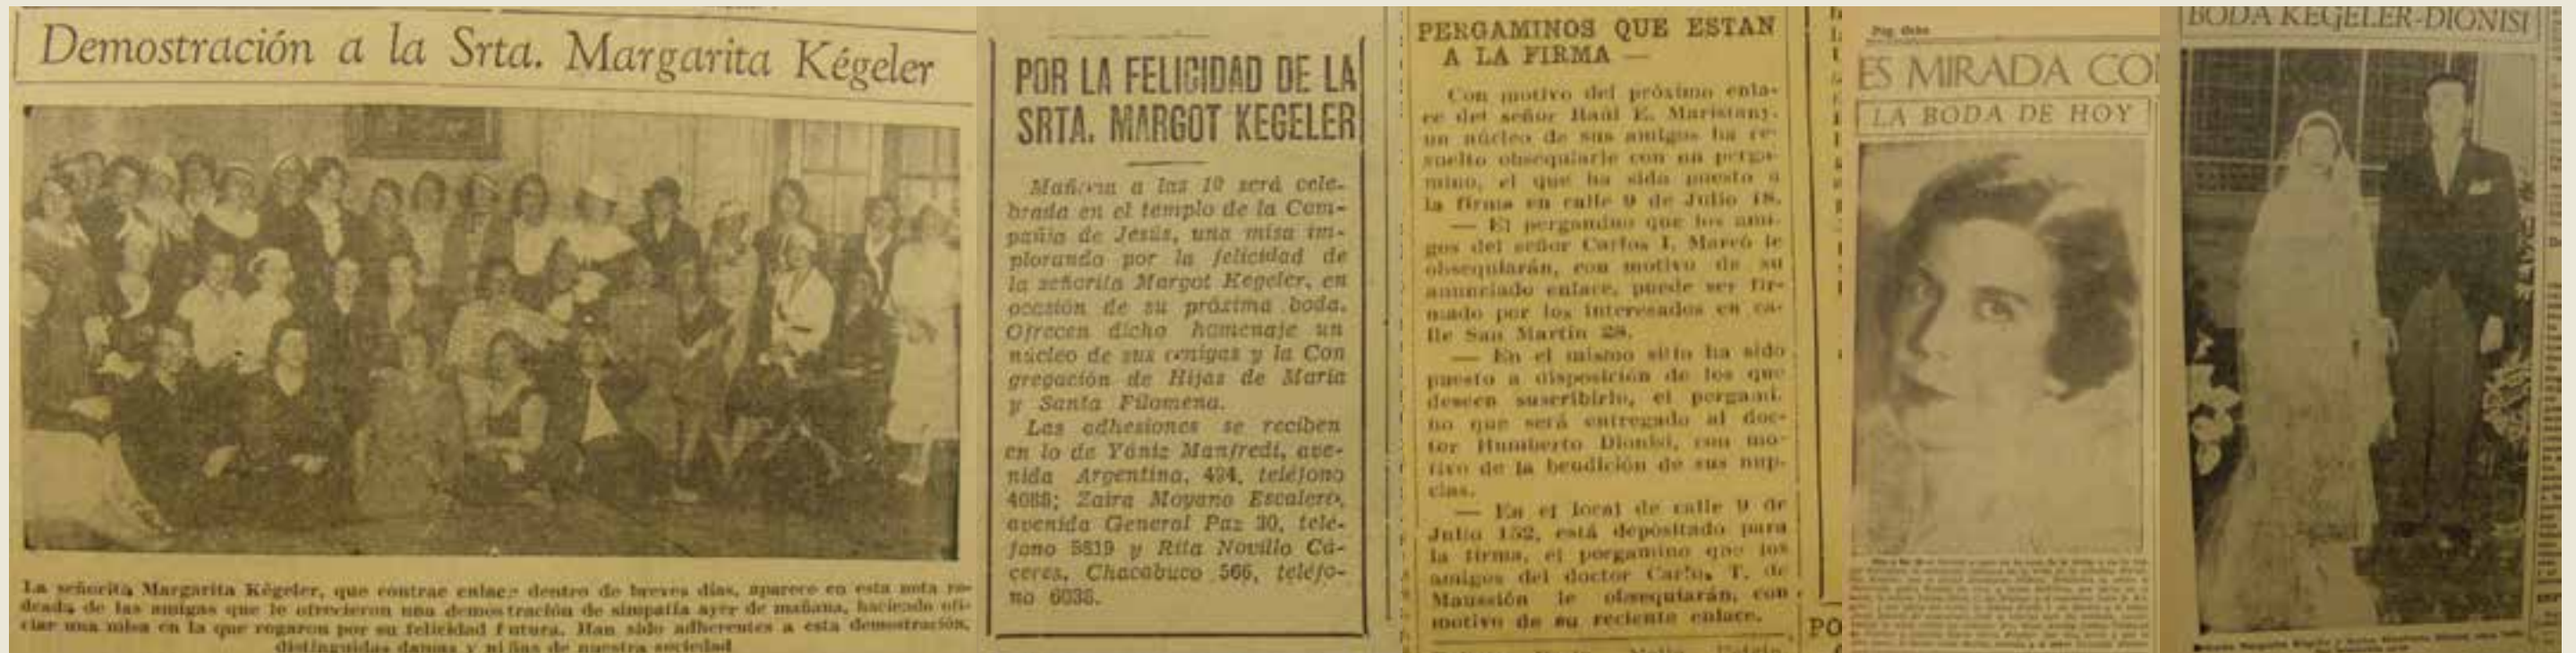 Demostración a la Srta. Margarita Kégeler
La señorita Margarita Kégeler, que contrae enlace dentro de breves días, aparece en esta nota ro-
deada de las amigas que le ofrecieron una demostración de simpatía ayer de mañana, haciendo ofi-
ciar una misa en la que rogaron por su felicidad futura. Han sido adherentes a esta demostración,
distinguidas damas y niñas de nuestra sociedad
POR LA FELICIDAD DE LA
SRTA. MARGOT KEGELER
Mañana a las 10 será cele-
brada en el templo de la Com-
pañía de Jesús, una misa im-
plorando por la felicidad de
la señorita Margot Kegeler, en
ocasión de su próxima boda.
Ofrecen dicho homenaje un
núcleo de sus amigas y la Con
gregación de Hijas de María
y Santa Filomena.
Las adhesiones se reciben
en lo de Yániz Manfredi, ave-
nida Argentina, 494, teléfono
4088; Zaira Moyano Escalera,
avenida General Paz 30, telé-
fono 5819 y Rita Novillo Cá-
ceres, Chacabuco 566, teléfo-
no 6036.
PERGAMINOS QUE ESTAN
A LA FIRMA —
Con motivo del próximo enla-
ce del señor Raúl E. Maristany,
un núcleo de sus amigos ha re-
suelto obsequiarle con un perga-
mino, el que ha sido puesto a
la firma en calle 9 de Julio 18.
— El pergamino que los ami-
gos del señor Carlos I. Marcó le
obsequiarán, con motivo de su
anunciado enlace, puede ser fir-
mado por los interesados en ca-
lle San Martín 28.
— En el mismo sitio ha sido
puesto a disposición de los que
deseen suscribirlo, el pergami-
no que será entregado al doc-
tor Humberto Dionisi, con mo-
tivo de la bendición de sus nup-
cias.
— En el local de calle 9 de
Julio 152, está depositado para
la firma, el pergamino que los
amigos del doctor Carlos T. de
Maussión le obsequiarán, con
motivo de su reciente enlace.
PO
ES MIRADA CO
LA BODA DE HOY
BODA KEGELER-DIONISI